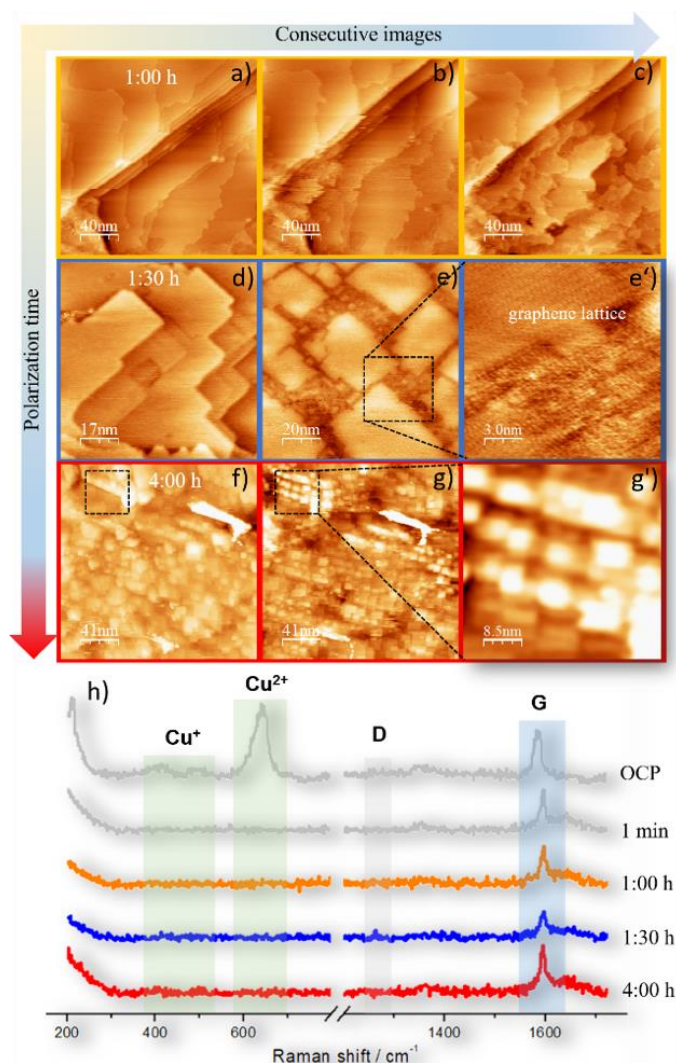 Consecutive images
Polarization time
1:00 h
a)
b)
c)
40nm
40nm
40nm
1:30 h
d)
e)
e')
graphene lattice
17nm
20nm
3.0nm
4:00 h
f)
g)
g')
41nm
41nm
8.5nm
h)
Cu⁺
Cu²⁺
D
G
OCP
1 min
1:00 h
1:30 h
4:00 h
200 400 600 1400 1600
Raman shift / cm⁻¹